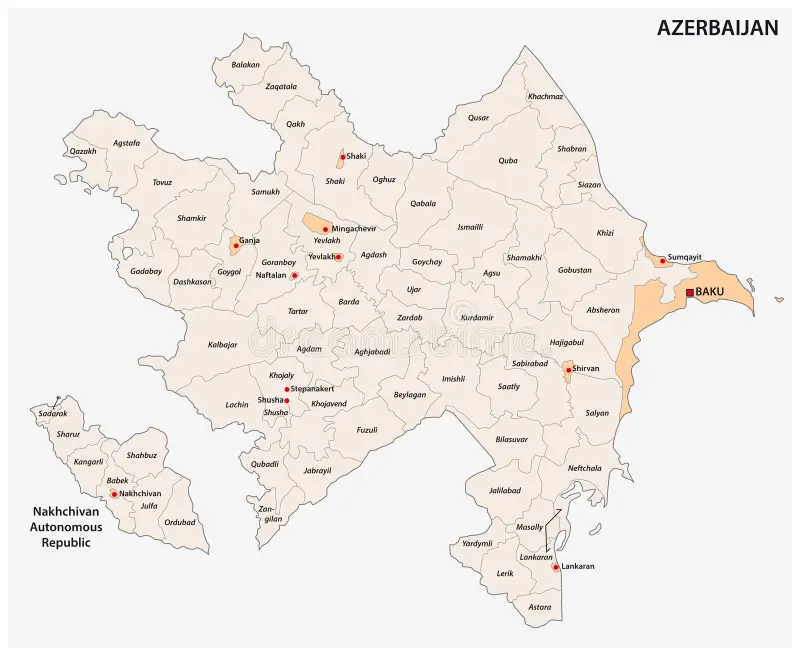 AZERBAIJAN
Balakan
Zaqatala
Khachmaz
Qakh
Qusar
Agstafa
Qazakh
Shabran
Shaki
Quba
Oghuz
Shaki
Tovuz
Siazan
Samukh
Qabala
Shamkir
Ismailli
Mingachevir
Khizi
Ganja
Yevlakh
Agdash
Shamakhi
Sumqayit
Yevlakh
Goranboy
Goychay
Gadabay
Goygol
Naftalan
Agsu
Gobustan
Dashkasan
Ujar
BAKU
Barda
Tartar
Zardab
Kurdamir
Absheron
Kalbajar
Agdam
Aghjabadi
Hajigabul
Sabirabad
Shirvan
Khojaly
Imishli
Saatly
Stepanakert
Beylagan
Shusha
Lachin
Khojavend
Shusha
Salyan
Sadarak
Fuzuli
Sharur
Bilasuvar
Shahbuz
Kangarli
Qubadli
Jabrayil
Neftchala
Babek
Nakhchivan
Jalilabad
Julfa
Zan-
gilan
Ordubad
Masally
Nakhchivan
Autonomous
Republic
Yardymli
Lankaran
Lankaran
Lerik
Astara
dreamstime